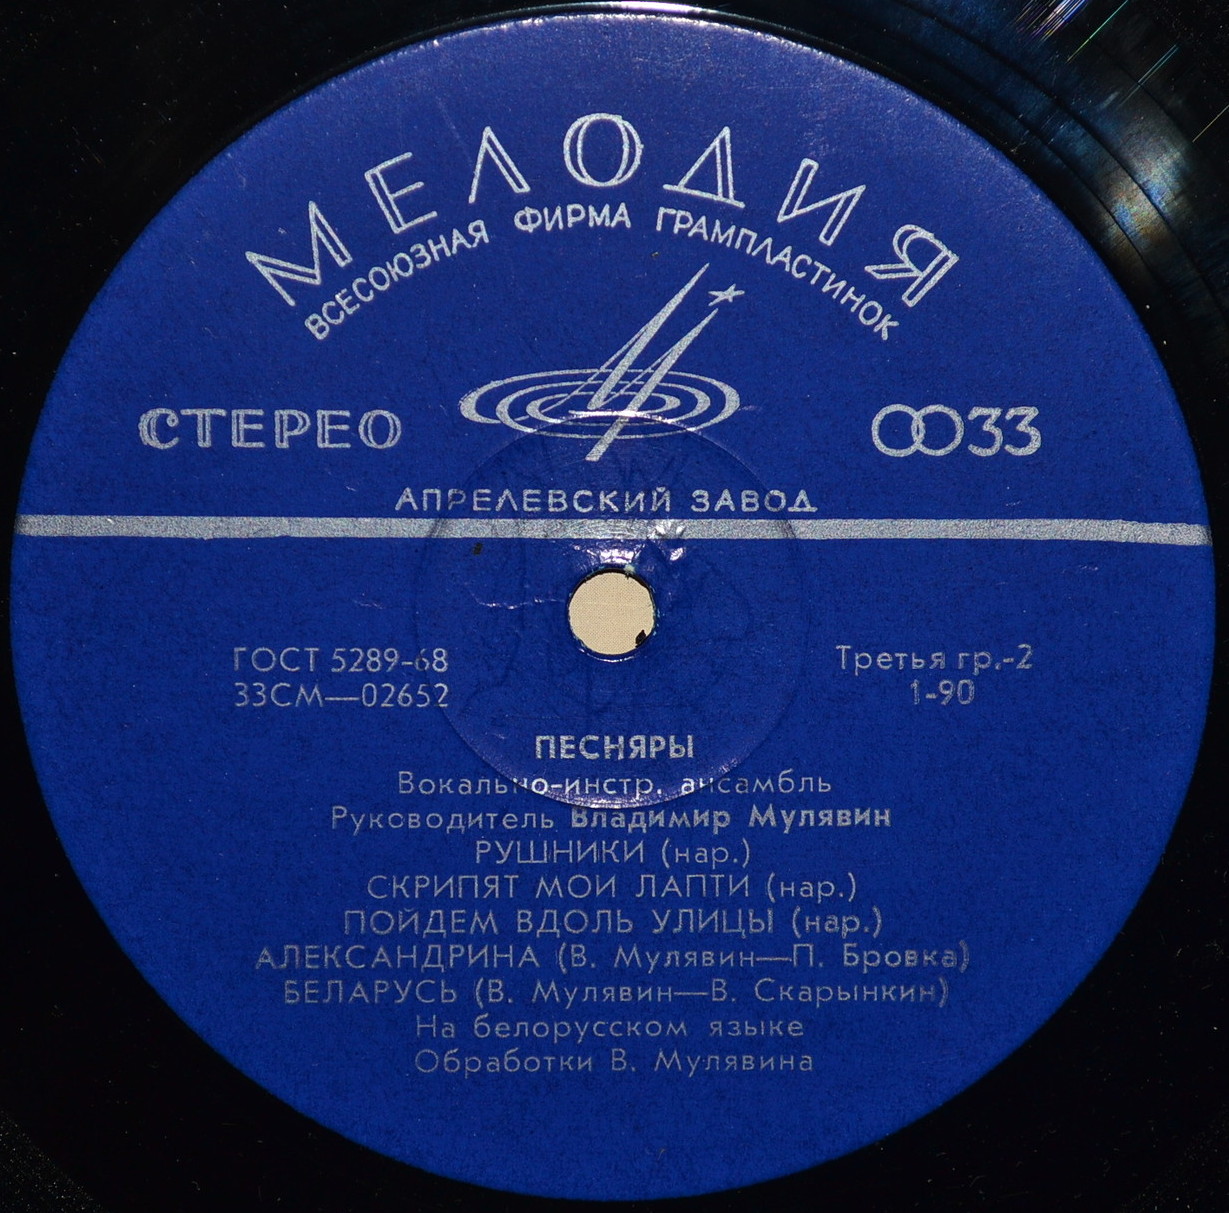 МЕЛОДИЯ
ВСЕСОЮЗНАЯ ФИРМА ГРАМПЛАСТИНОК
СТЕРЕО
33
АПРЕЛЕВСКИЙ ЗАВОД
ГОСТ 5289-68
Третья гр.-2
33СМ—02652
1-90
ПЕСНЯРЫ
Вокально-инстр. ансамбль
Руководитель Владимир Мулявин
РУШНИКИ (нар.)
СКРИПЯТ МОИ ЛАПТИ (нар.)
ПОЙДЕМ ВДОЛЬ УЛИЦЫ (нар.)
АЛЕКСАНДРИНА (В. Мулявин—П. Бровка)
БЕЛАРУСЬ (В. Мулявин—В. Скарынкин)
На белорусском языке
Обработки В. Мулявина